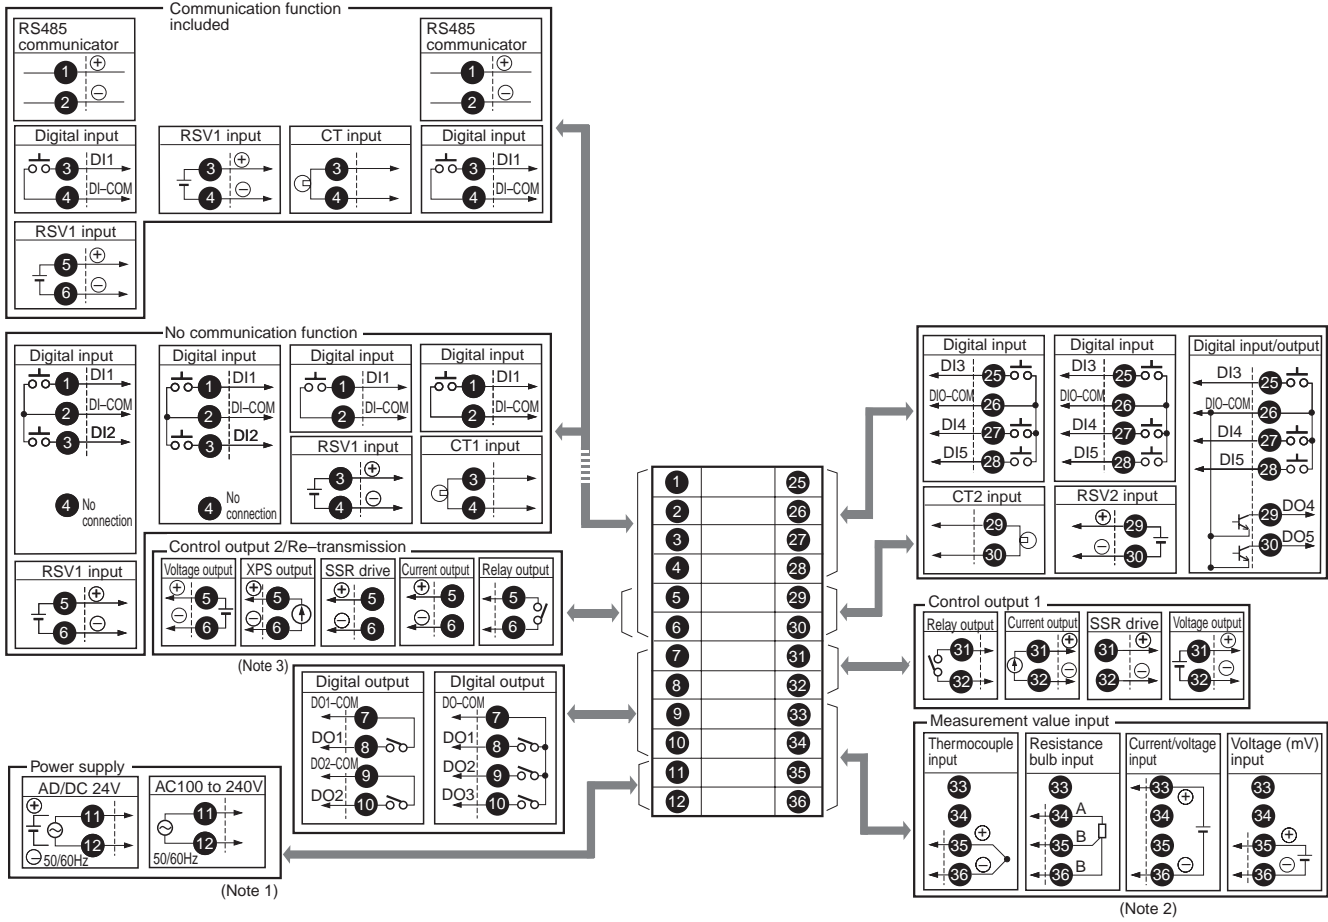 Communication function
included
RS485
communicator
1 ⊕
2 ⊖
RS485
communicator
1 ⊕
2 ⊖
Digital input
3 DI1
4 DI–COM
RSV1 input
3 ⊕
4 ⊖
CT input
3
4
Digital input
3 DI1
4 DI–COM
RSV1 input
5 ⊕
6 ⊖
No communication function
Digital input
1 DI1
2 DI–COM
3 DI2
4 No
connection
Digital input
1 DI1
2 DI–COM
3 DI2
4 No
connection
Digital input
1 DI1
2 DI–COM
RSV1 input
3 ⊕
4 ⊖
Digital input
1 DI1
2 DI–COM
CT1 input
3
4
RSV1 input
5 ⊕
6 ⊖
Control output 2/Re–transmission
Voltage output
⊕ 5
⊖ 6
XPS output
⊕ 5
⊖ 6
SSR drive
⊕ 5
⊖ 6
Current output
⊕ 5
⊖ 6
Relay output
5
6
(Note 3)
Digital output
DO1–COM 7
DO1 8
DO2–COM 9
DO2 10
DIgital output
DO–COM 7
DO1 8
DO2 9
DO3 10
Power supply
AD/DC 24V
⊕ 11
12
⊖ 50/60Hz
AC100 to 240V
11
12
50/60Hz
(Note 1)
1 25
2 26
3 27
4 28
5 29
6 30
7 31
8 32
9 33
10 34
11 35
12 36
Digital input
DI3 25
DIO–COM 26
DI4 27
DI5 28
CT2 input
29
30
Digital input
DI3 25
DIO–COM 26
DI4 27
DI5 28
RSV2 input
⊕ 29
⊖ 30
Digital input/output
DI3 25
DIO–COM 26
DI4 27
DI5 28
29 DO4
30 DO5
Control output 1
Relay output
31
32
Current output
31 ⊕
32 ⊖
SSR drive
31 ⊕
32 ⊖
Voltage output
31 ⊕
32 ⊖
Measurement value input
Thermocouple
input
33
34
35 ⊕
36 ⊖
Resistance
bulb input
33
34 A
35 B
36 B
Current/voltage
input
33 ⊕
34
35
36 ⊖
Voltage (mV)
input
33
34
35 ⊕
36 ⊖
(Note 2)